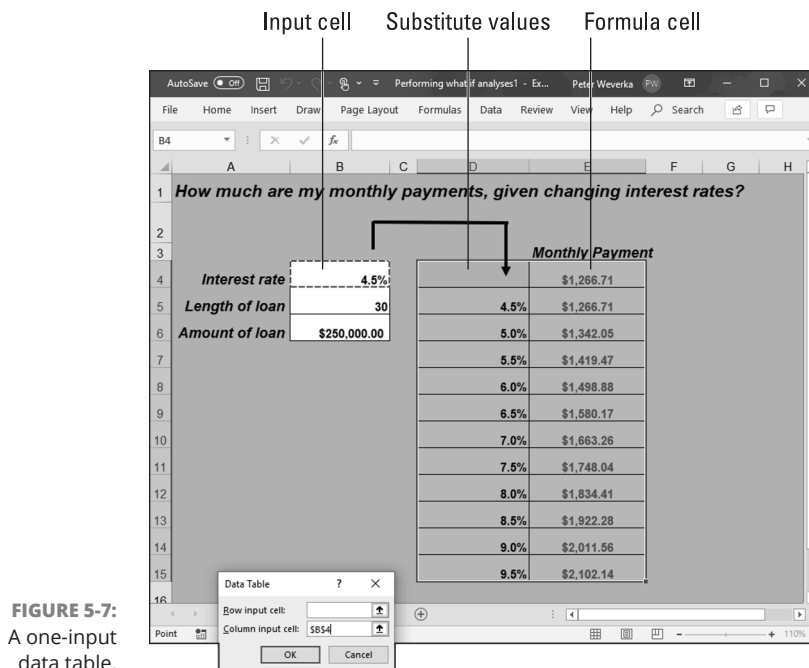 Input cell Substitute values Formula cell
AutoSave Off Performing what if analyses1 - Ex... Peter Weverka PW
File Home Insert Draw Page Layout Formulas Data Review View Help Search
B4 fx
A B C D E F G H
1 How much are my monthly payments, given changing interest rates?
2
3 Monthly Payment
4 Interest rate 4.5% $1,266.71
5 Length of loan 30 4.5% $1,266.71
6 Amount of loan $250,000.00 5.0% $1,342.05
7 5.5% $1,419.47
8 6.0% $1,498.88
9 6.5% $1,580.17
10 7.0% $1,663.26
11 7.5% $1,748.04
12 8.0% $1,834.41
13 8.5% $1,922.28
14 9.0% $2,011.56
15 9.5% $2,102.14
16
Data Table ? ×
Row input cell:
Column input cell: $B$4
OK Cancel
Point 110%
FIGURE 5-7:
A one-input
data table.